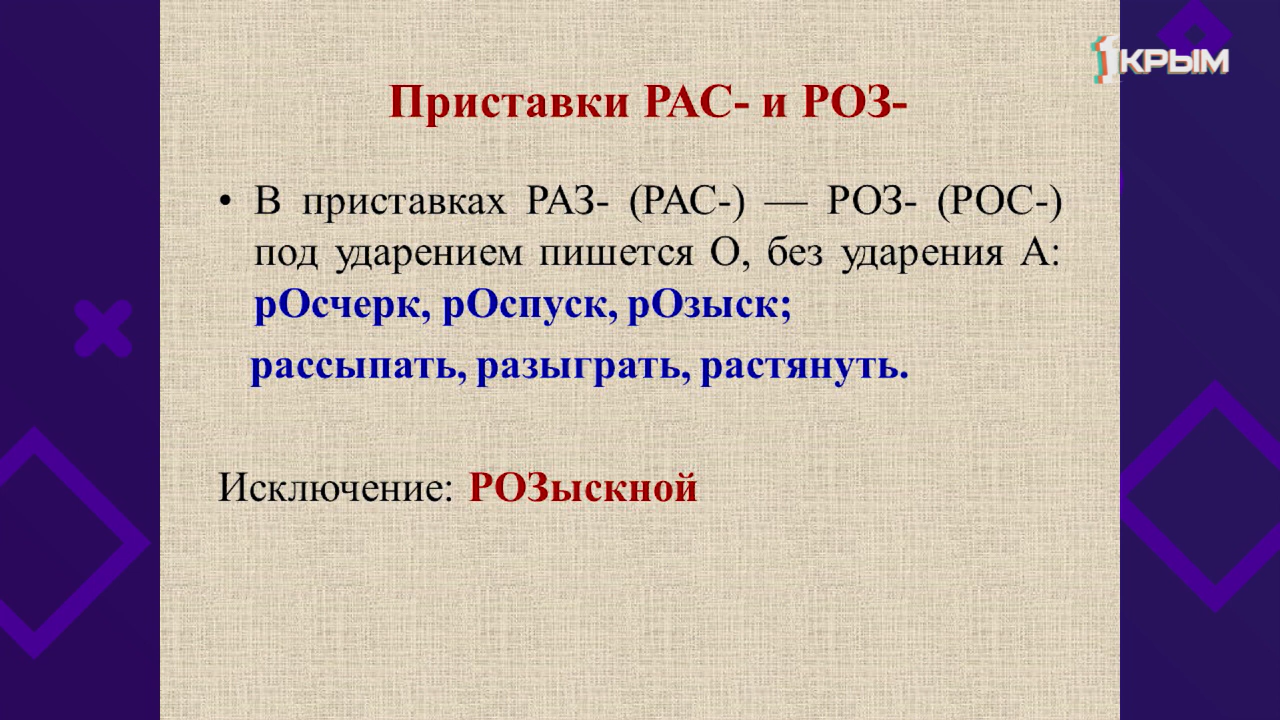 1КРЫМ
Приставки РАС- и РОЗ-
• В приставках РАЗ- (РАС-) — РОЗ- (РОС-)
под ударением пишется О, без ударения А:
рОсчерк, рОспуск, рОзыск;
рассыпать, разыграть, растянуть.
Исключение: РОЗыскной